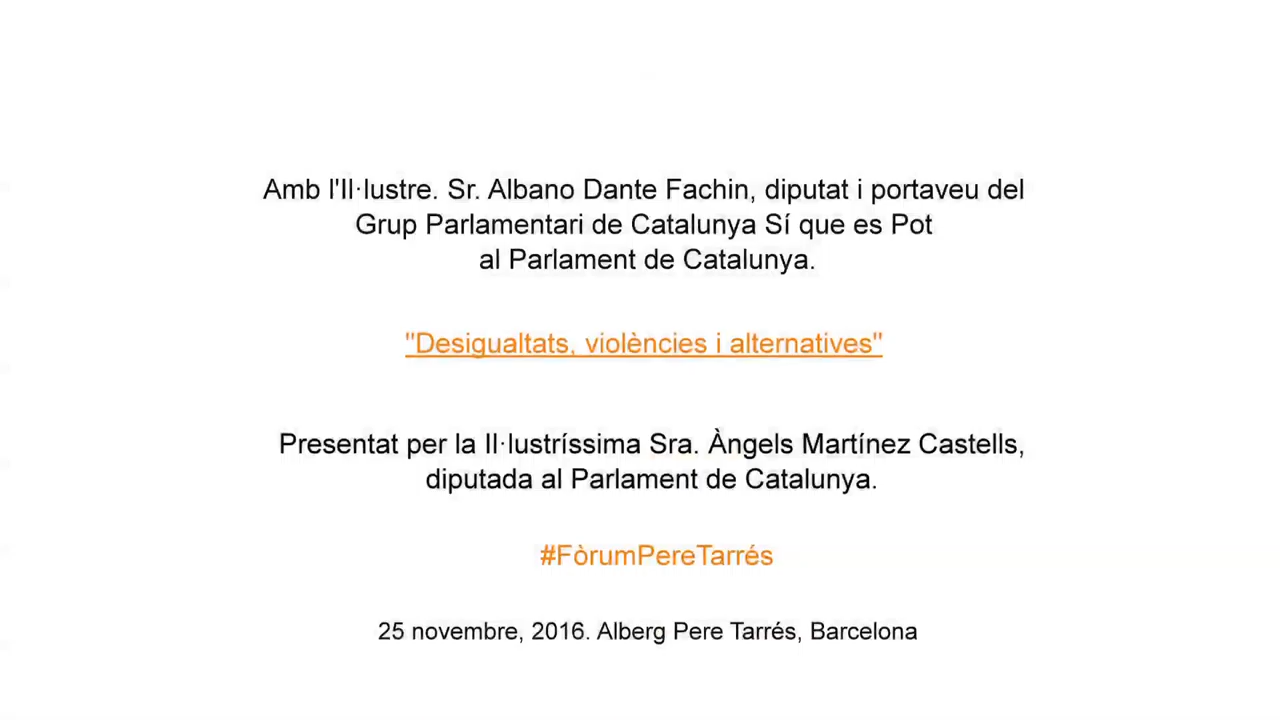 Amb l'Il·lustre. Sr. Albano Dante Fachin, diputat i portaveu del
Grup Parlamentari de Catalunya Sí que es Pot
al Parlament de Catalunya.
"Desigualtats, violències i alternatives"
Presentat per la Il·lustríssima Sra. Àngels Martínez Castells,
diputada al Parlament de Catalunya.
#FòrumPereTarrés
25 novembre, 2016. Alberg Pere Tarrés, Barcelona